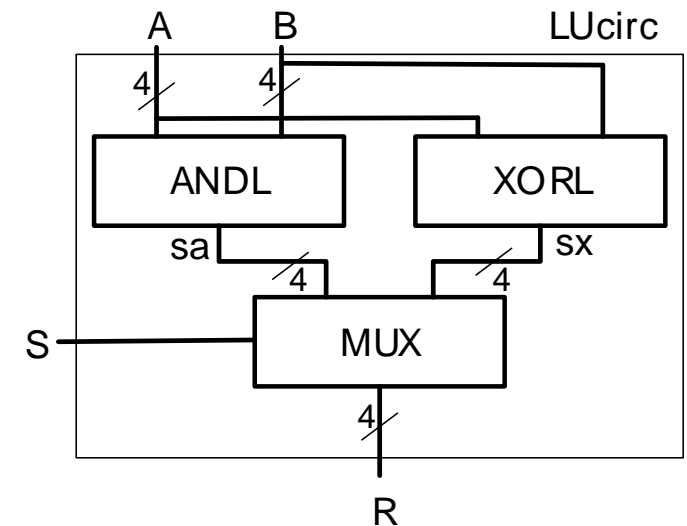 A B LUcirc
4 4
ANDL XORL
sa sx
4 4
S MUX
4
R